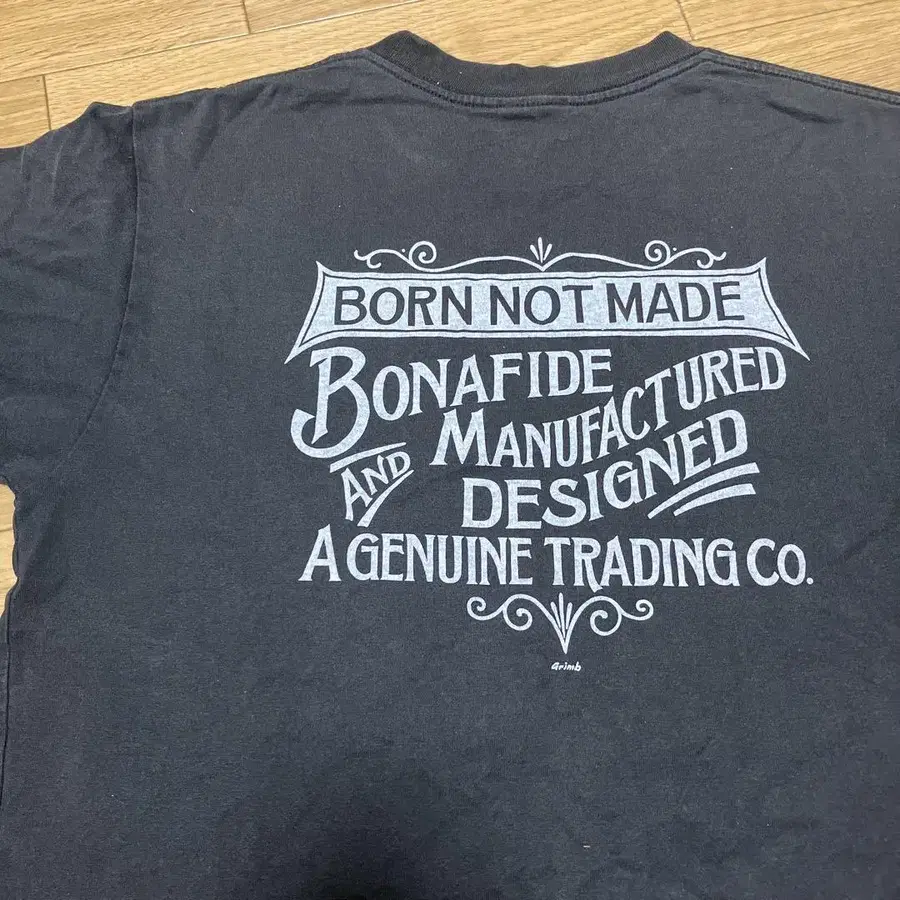 BORN NOT MADE
BONAFIDE
MANUFACTURED
AND
DESIGNED
A GENUINE TRADING CO.
Grimb